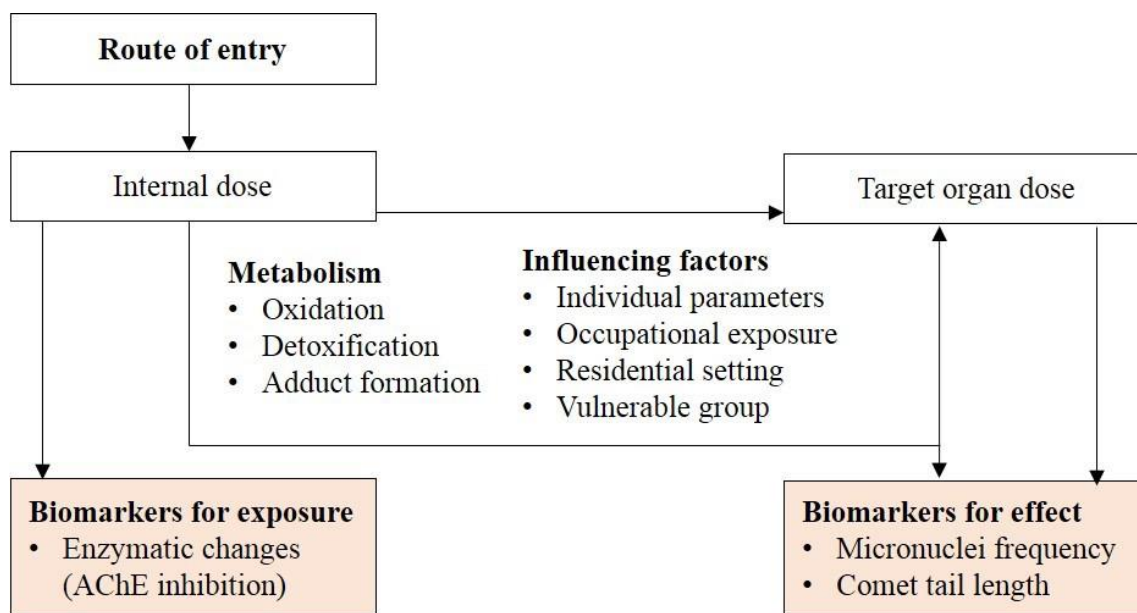 Route of entry
Internal dose
Target organ dose
Metabolism
• Oxidation
• Detoxification
• Adduct formation
Influencing factors
• Individual parameters
• Occupational exposure
• Residential setting
• Vulnerable group
Biomarkers for exposure
• Enzymatic changes
(AChE inhibition)
Biomarkers for effect
• Micronuclei frequency
• Comet tail length